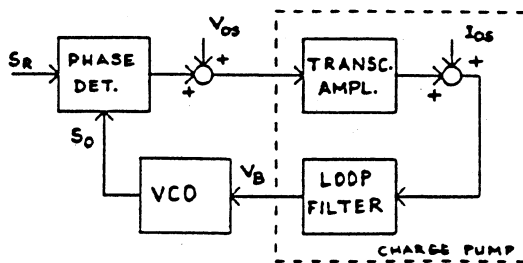 V_OS
I_OS
S_R
PHASE
DET.
+
+
TRANSC.
AMPL.
+
+
S_O
VCO
V_B
LOOP
FILTER
CHARGE PUMP